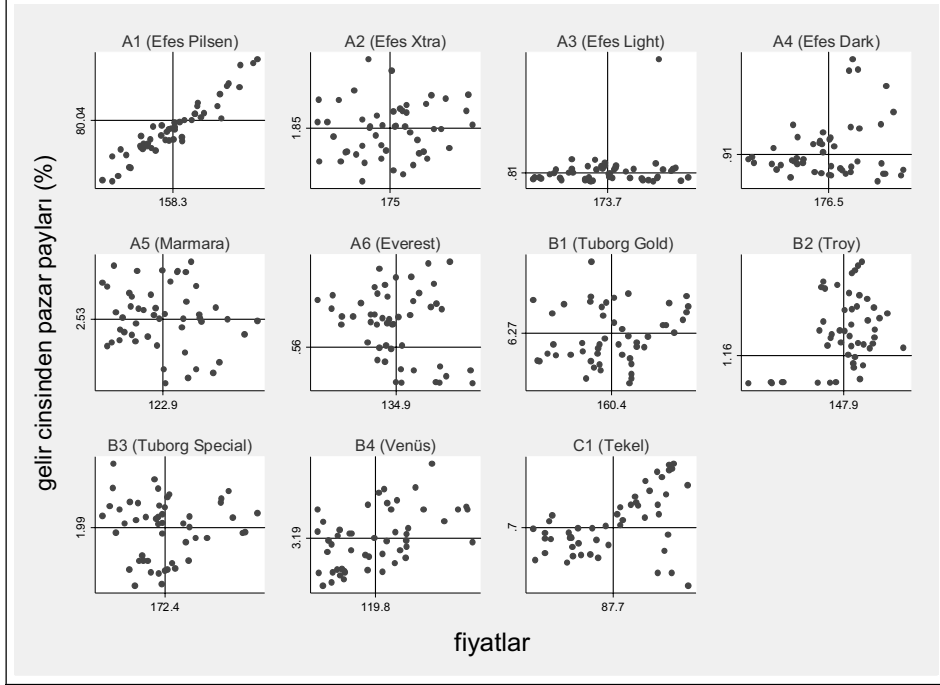 A1 (Efes Pilsen)
A2 (Efes Xtra)
A3 (Efes Light)
A4 (Efes Dark)
80.04
1.85
.81
.91
158.3
175
173.7
176.5
A5 (Marmara)
A6 (Everest)
B1 (Tuborg Gold)
B2 (Troy)
2.53
.56
6.27
1.16
122.9
134.9
160.4
147.9
B3 (Tuborg Special)
B4 (Venüs)
C1 (Tekel)
1.99
3.19
.7
172.4
119.8
87.7
gelir cinsinden pazar payları (%)
fiyatlar